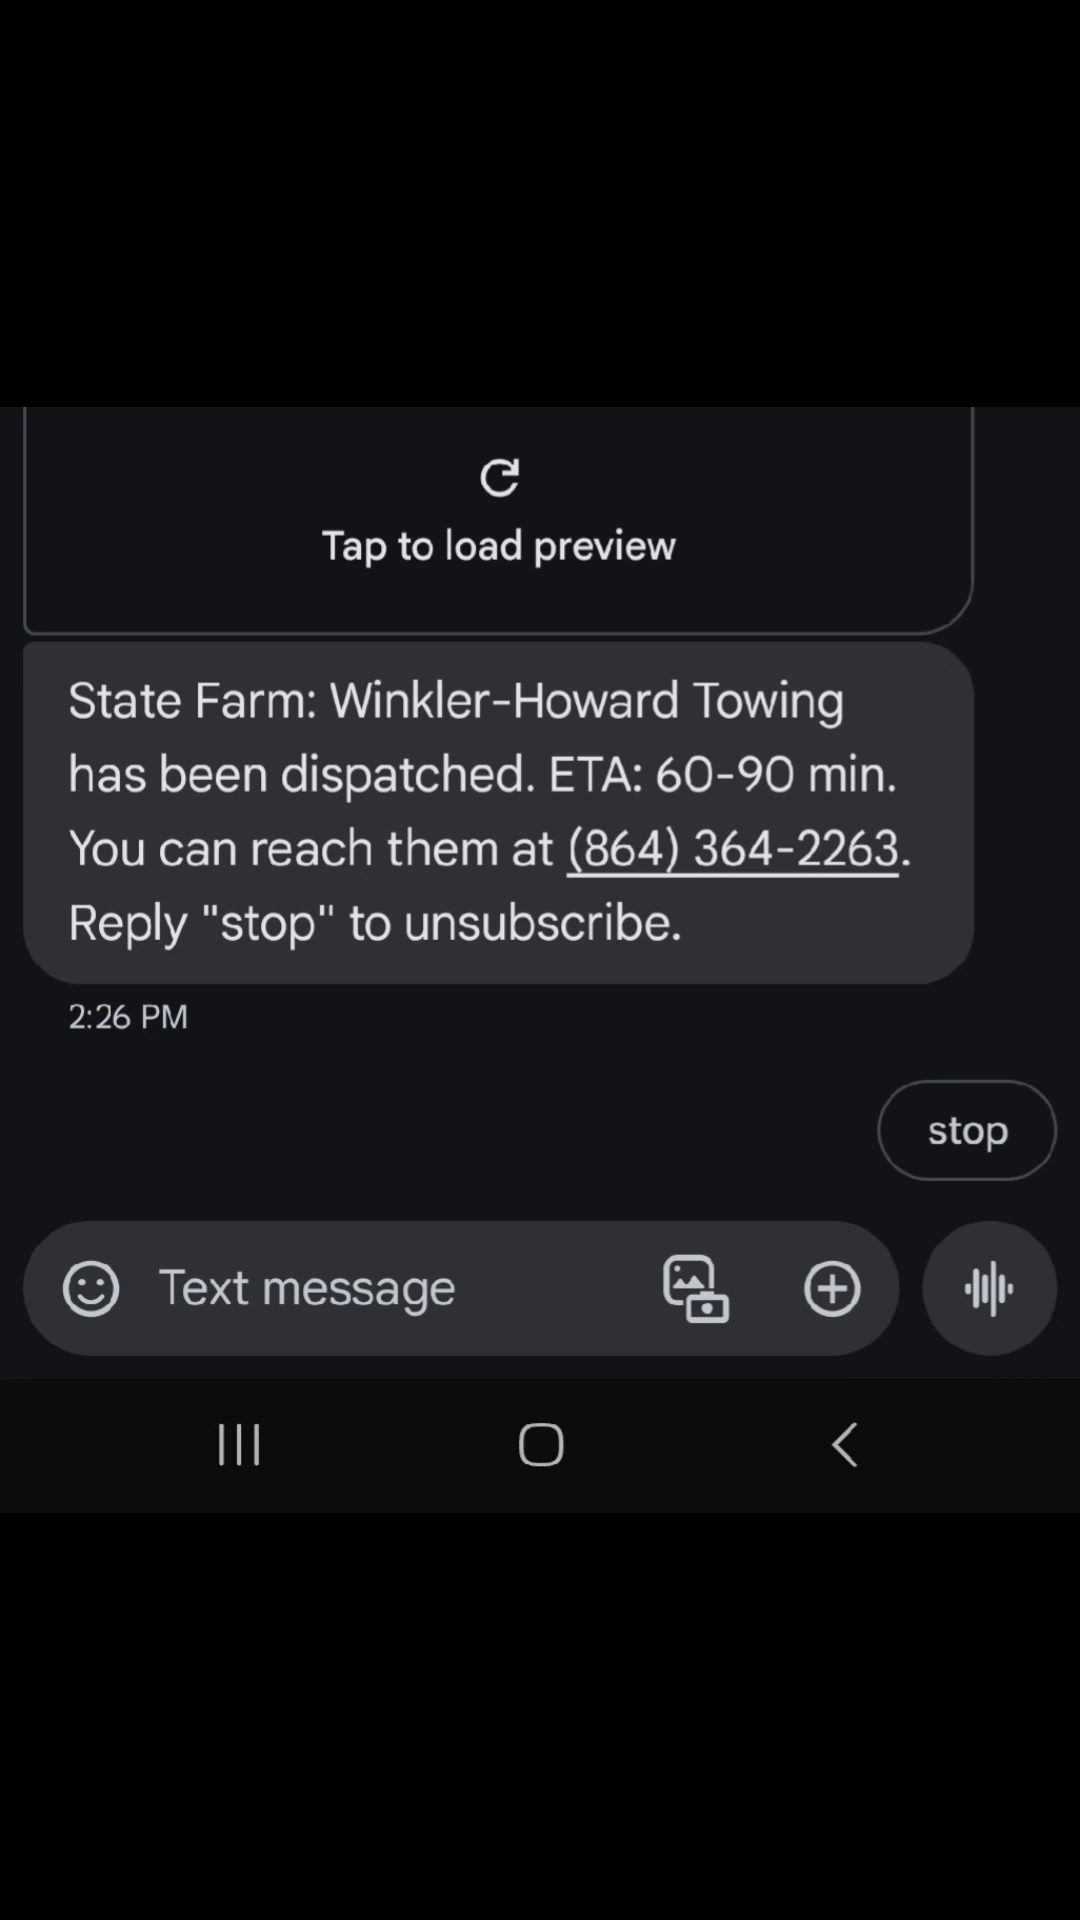 Tap to load preview
State Farm: Winkler-Howard Towing
has been dispatched. ETA: 60-90 min.
You can reach them at (864) 364-2263.
Reply "stop" to unsubscribe.
2:26 PM
stop
Text message